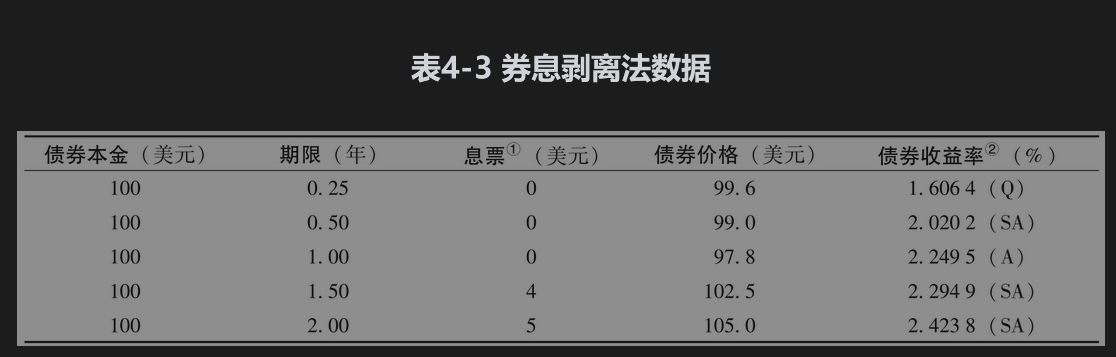 表4-3 券息剥离法数据
债券本金（美元） 期限（年） 息票①（美元） 债券价格（美元） 债券收益率②（%）
100 0.25 0 99.6 1.606 4（Q）
100 0.50 0 99.0 2.020 2（SA）
100 1.00 0 97.8 2.249 5（A）
100 1.50 4 102.5 2.294 9（SA）
100 2.00 5 105.0 2.423 8（SA）